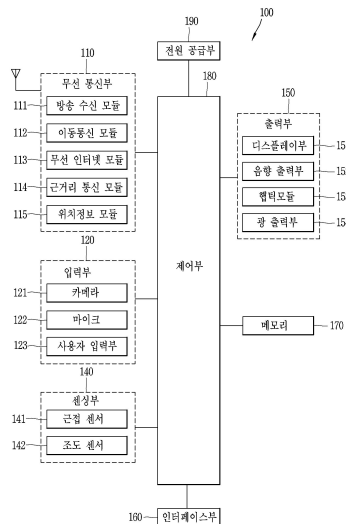 100
190
전원 공급부
110
무선 통신부
111 방송 수신 모듈
112 이동통신 모듈
113 무선 인터넷 모듈
114 근거리 통신 모듈
115 위치정보 모듈
120
입력부
121 카메라
122 마이크
123 사용자 입력부
140
센싱부
141 근접 센서
142 조도 센서
180
제어부
150
출력부
디스플레이부 15
음향 출력부 15
햅틱모듈 15
광 출력부 15
메모리 170
160 인터페이스부